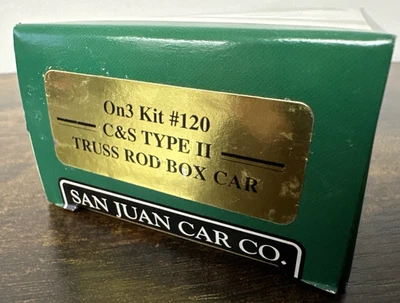 On3 Kit #120
C&S TYPE II
TRUSS ROD BOX CAR
SAN JUAN CAR CO.